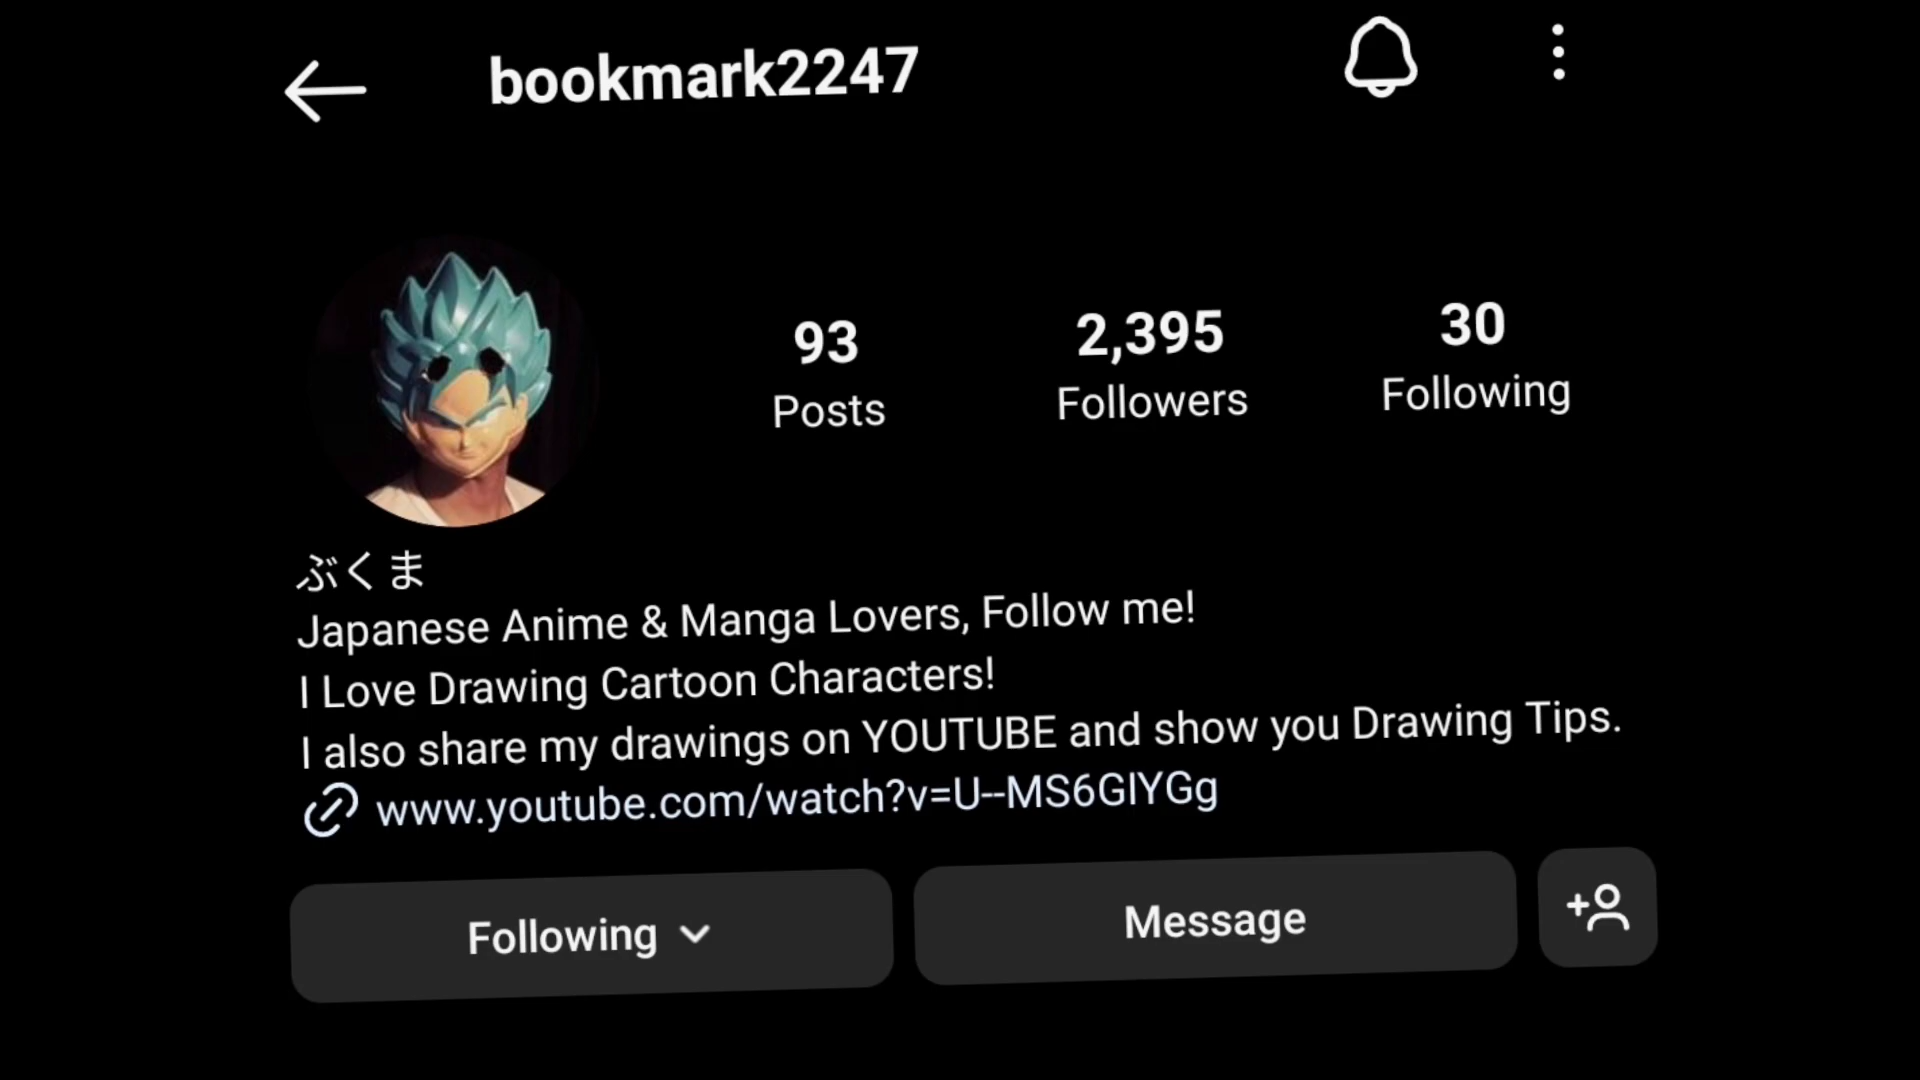 bookmark2247
93
Posts
2,395
Followers
30
Following
ぶくま
Japanese Anime & Manga Lovers, Follow me!
I Love Drawing Cartoon Characters!
I also share my drawings on YOUTUBE and show you Drawing Tips.
www.youtube.com/watch?v=U--MS6GIYGg
Following
Message